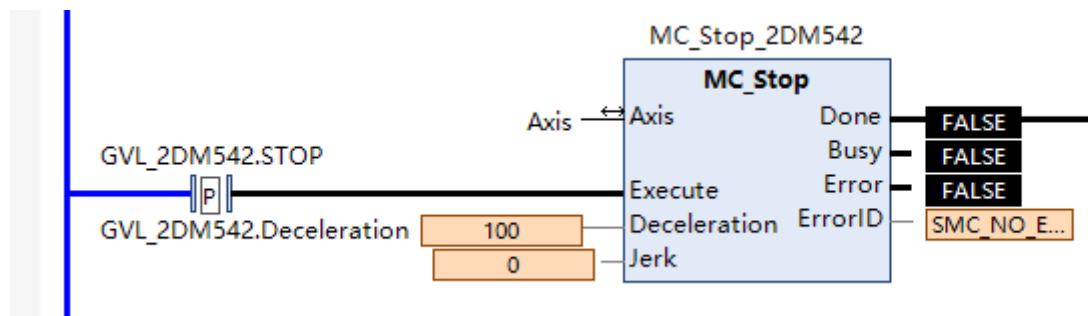 MC_Stop_2DM542
MC_Stop
Axis
Axis
Done
FALSE
GVL_2DM542.STOP
Busy
FALSE
P
Execute
Error
FALSE
GVL_2DM542.Deceleration
100
Deceleration
ErrorID
SMC_NO_E...
0
Jerk